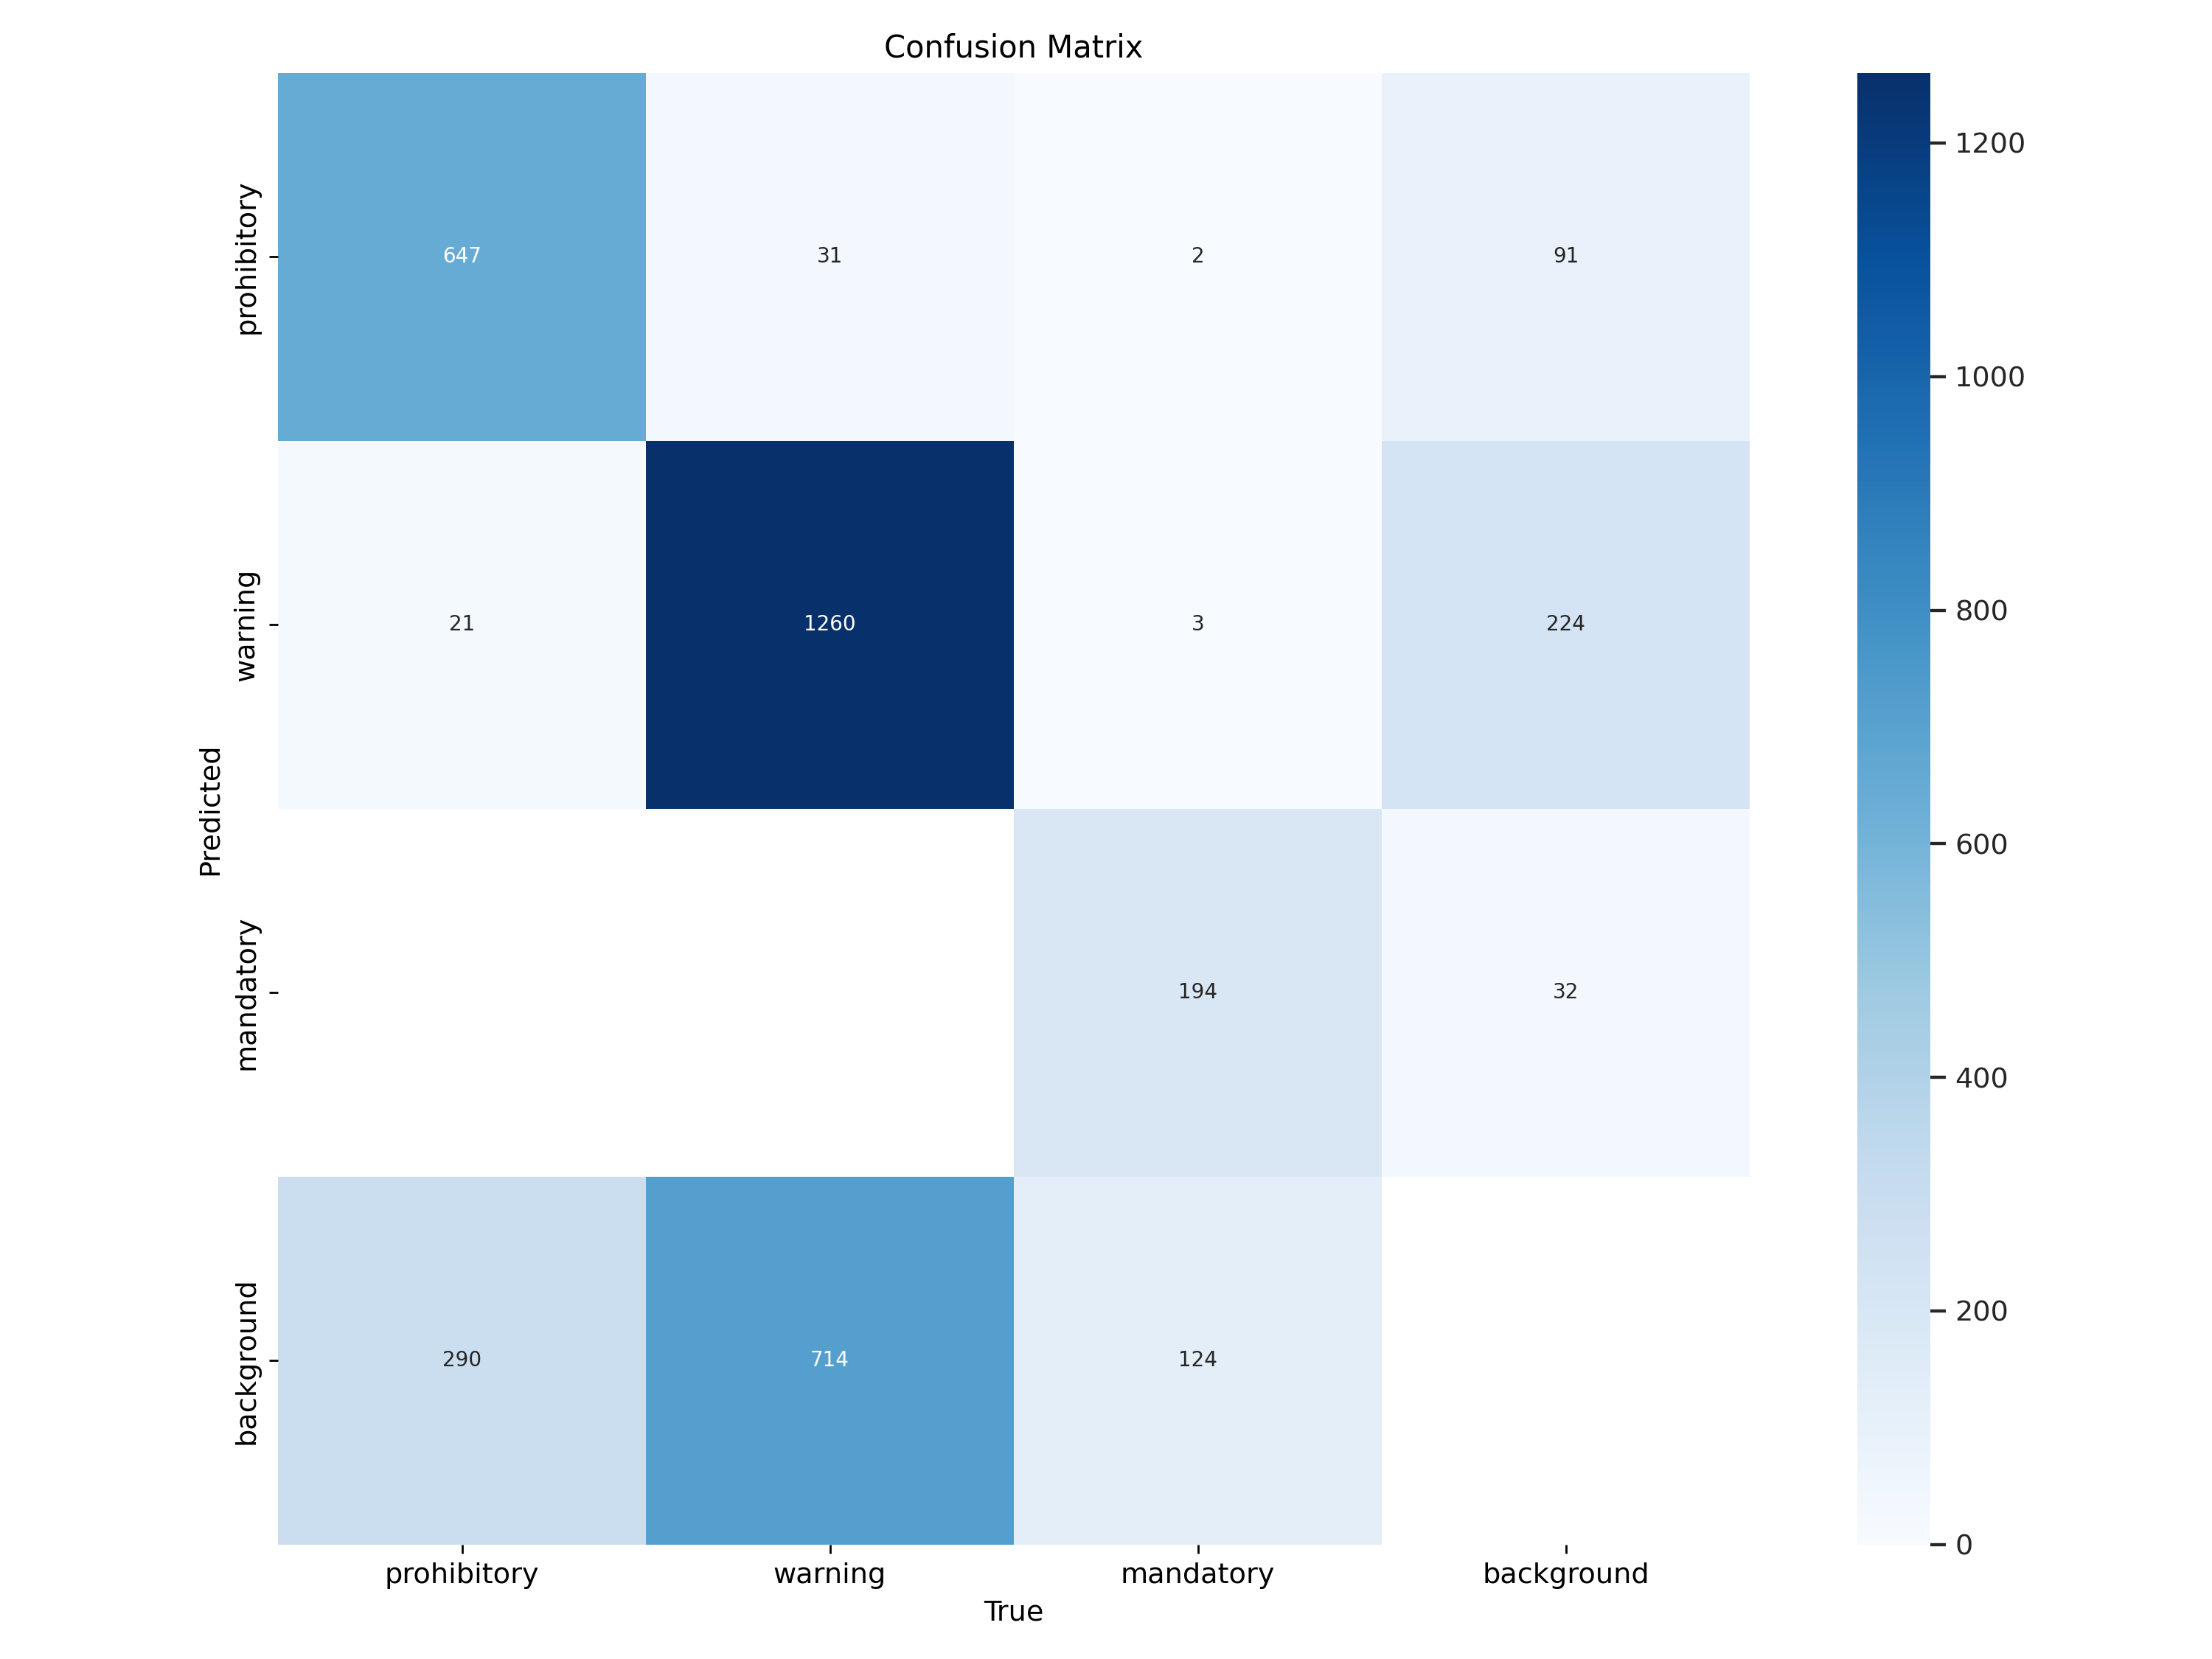 Confusion Matrix
prohibitory
647
31
2
91
warning
21
1260
3
224
mandatory
194
32
background
290
714
124
Predicted
prohibitory
warning
mandatory
background
True
1200
1000
800
600
400
200
0